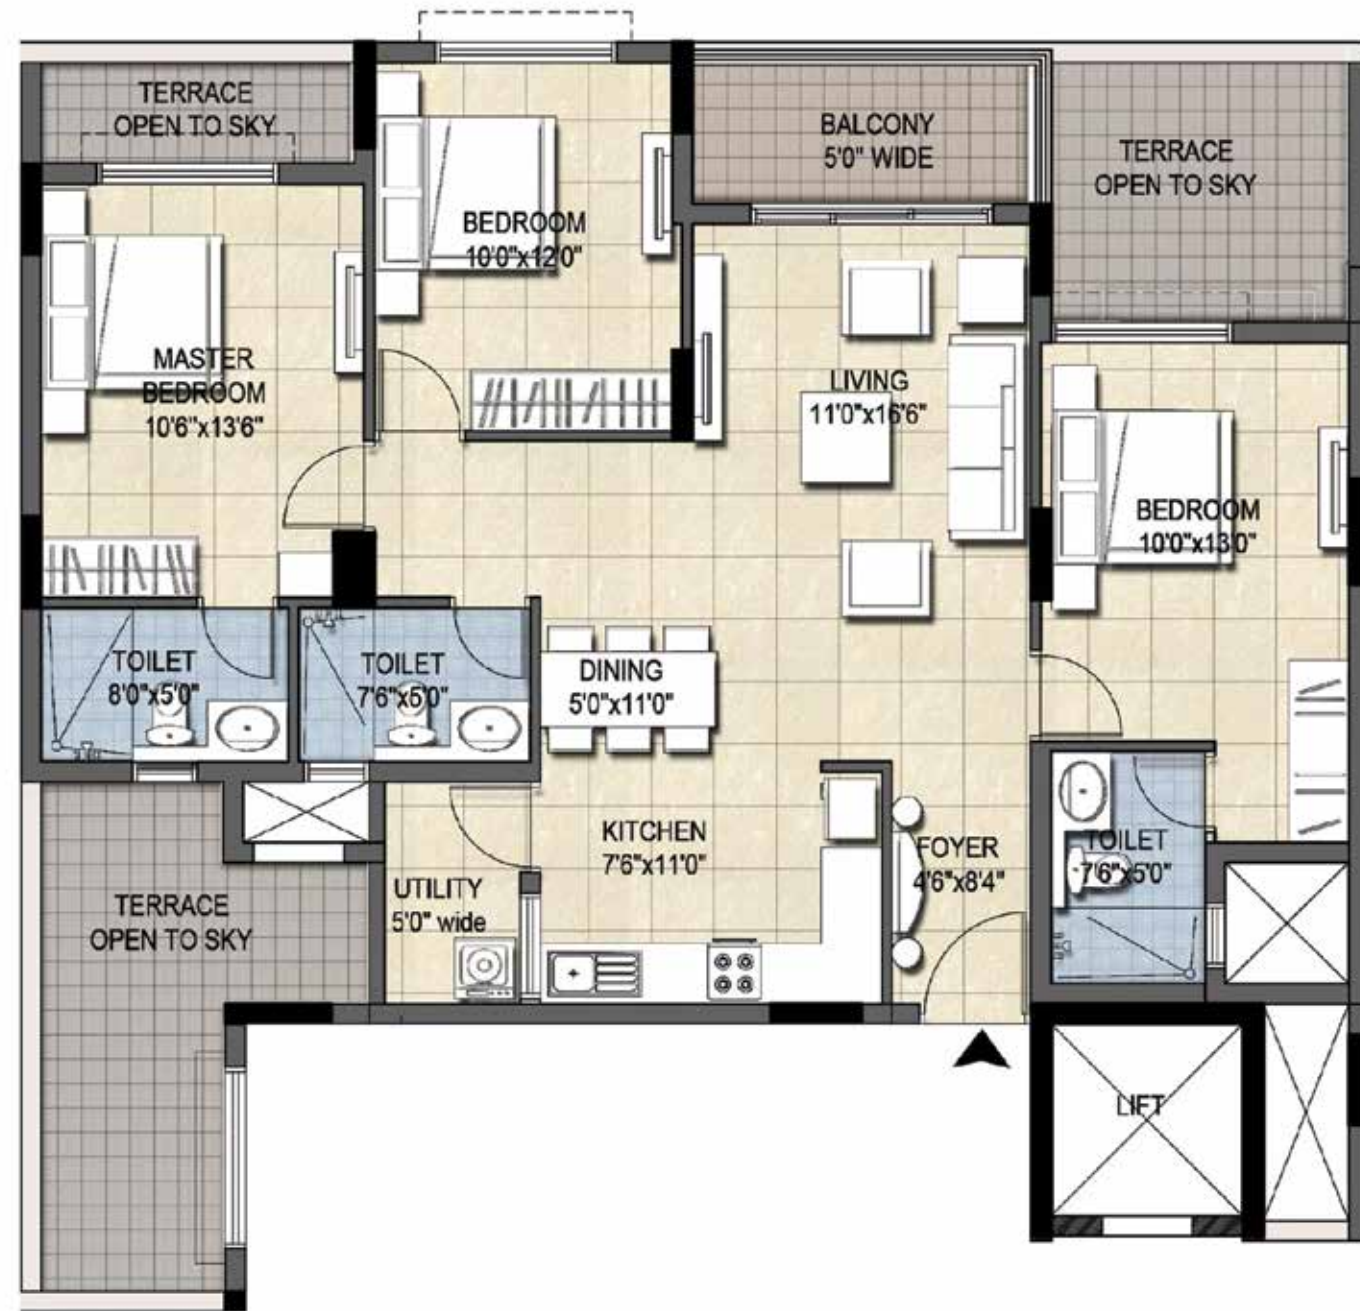 TERRACE
OPEN TO SKY
BALCONY
5'0" WIDE
TERRACE
OPEN TO SKY
BEDROOM
10'0"x12'0"
MASTER
BEDROOM
10'6"x13'6"
LIVING
11'0"x16'6"
BEDROOM
10'0"x13'0"
TOILET
8'0"x5'0"
TOILET
7'6"x5'0"
DINING
5'0"x11'0"
KITCHEN
7'6"x11'0"
FOYER
4'6"x8'4"
TOILET
7'6"x5'0"
UTILITY
5'0" wide
TERRACE
OPEN TO SKY
LIFT